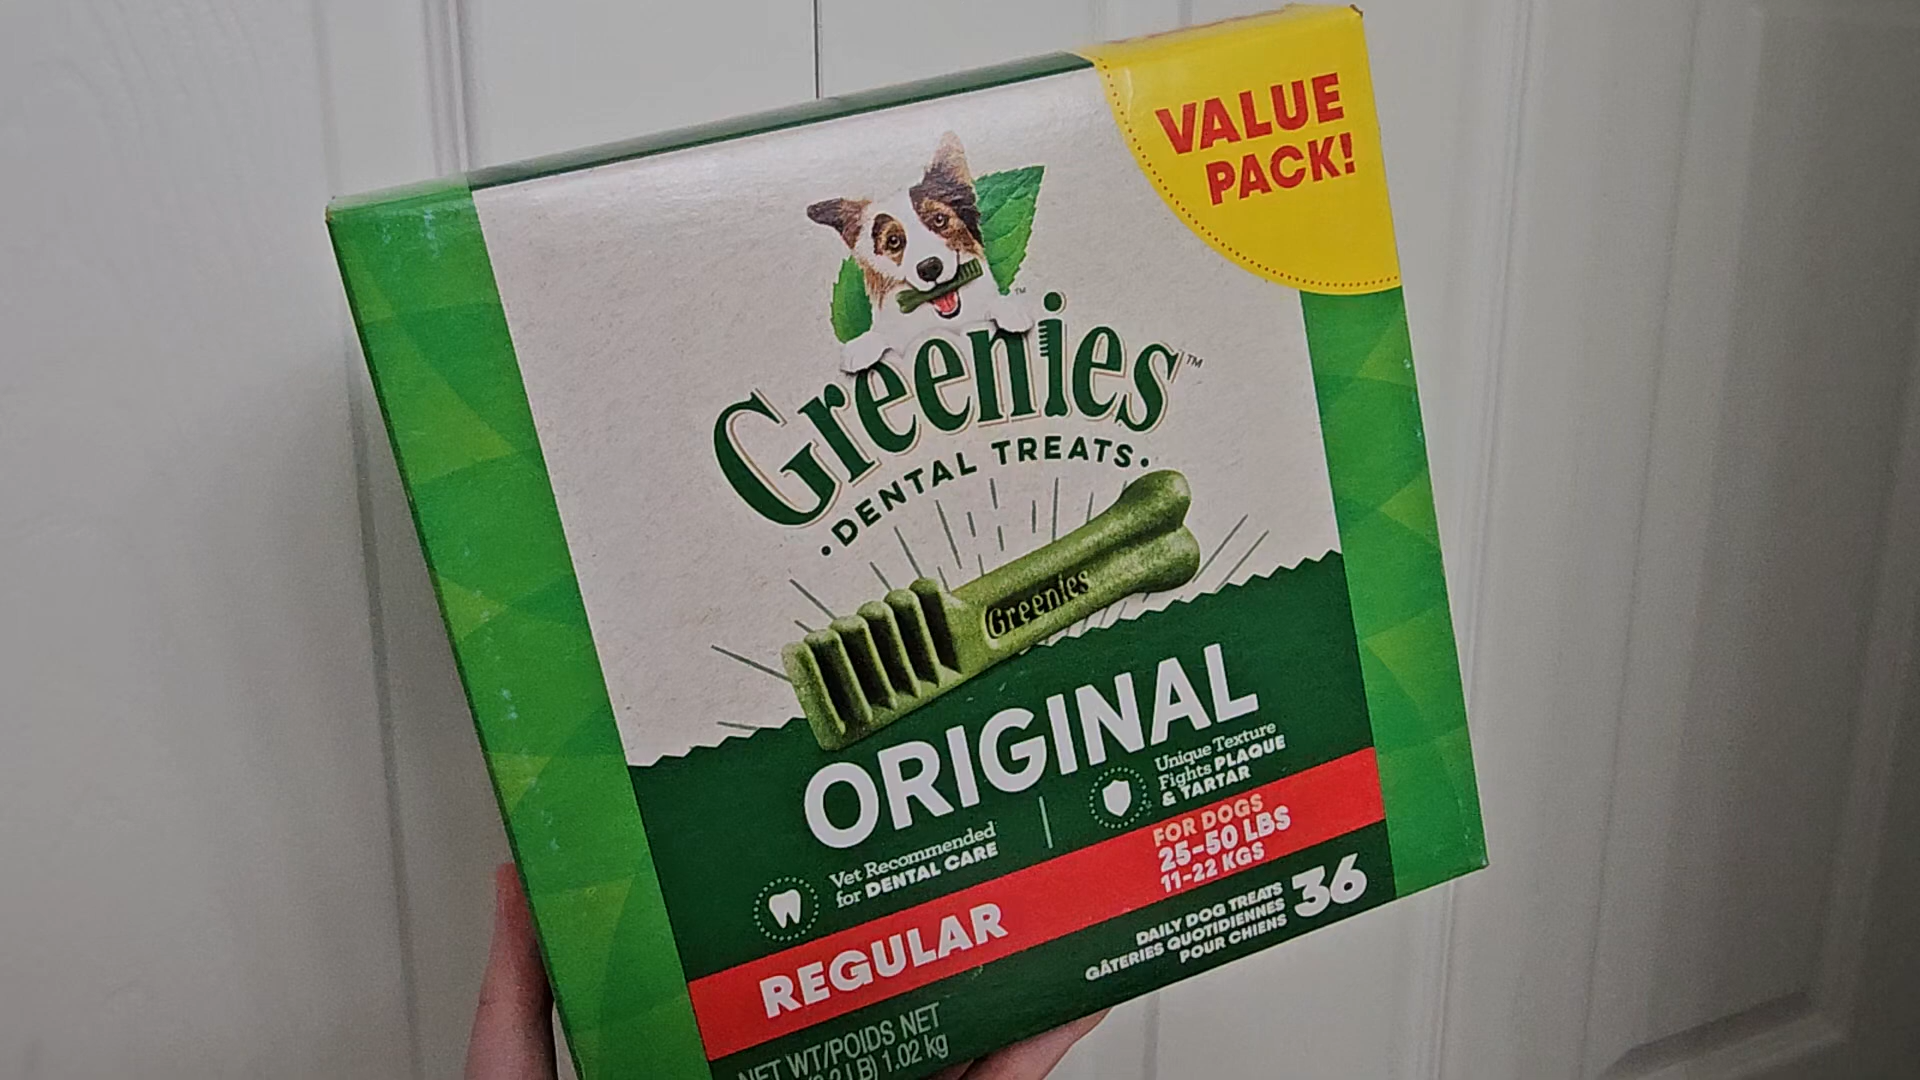 VALUE
PACK!
Greenies™
·DENTAL TREATS·
Greenies
ORIGINAL
Vet Recommended
for DENTAL CARE
Unique Texture
Fights PLAQUE
& TARTAR
REGULAR
FOR DOGS
25-50 LBS
11-22 KGS
DAILY DOG TREATS
GÂTERIES QUOTIDIENNES
POUR CHIENS
36
NET WT/POIDS NET
LB) 1.02 kg